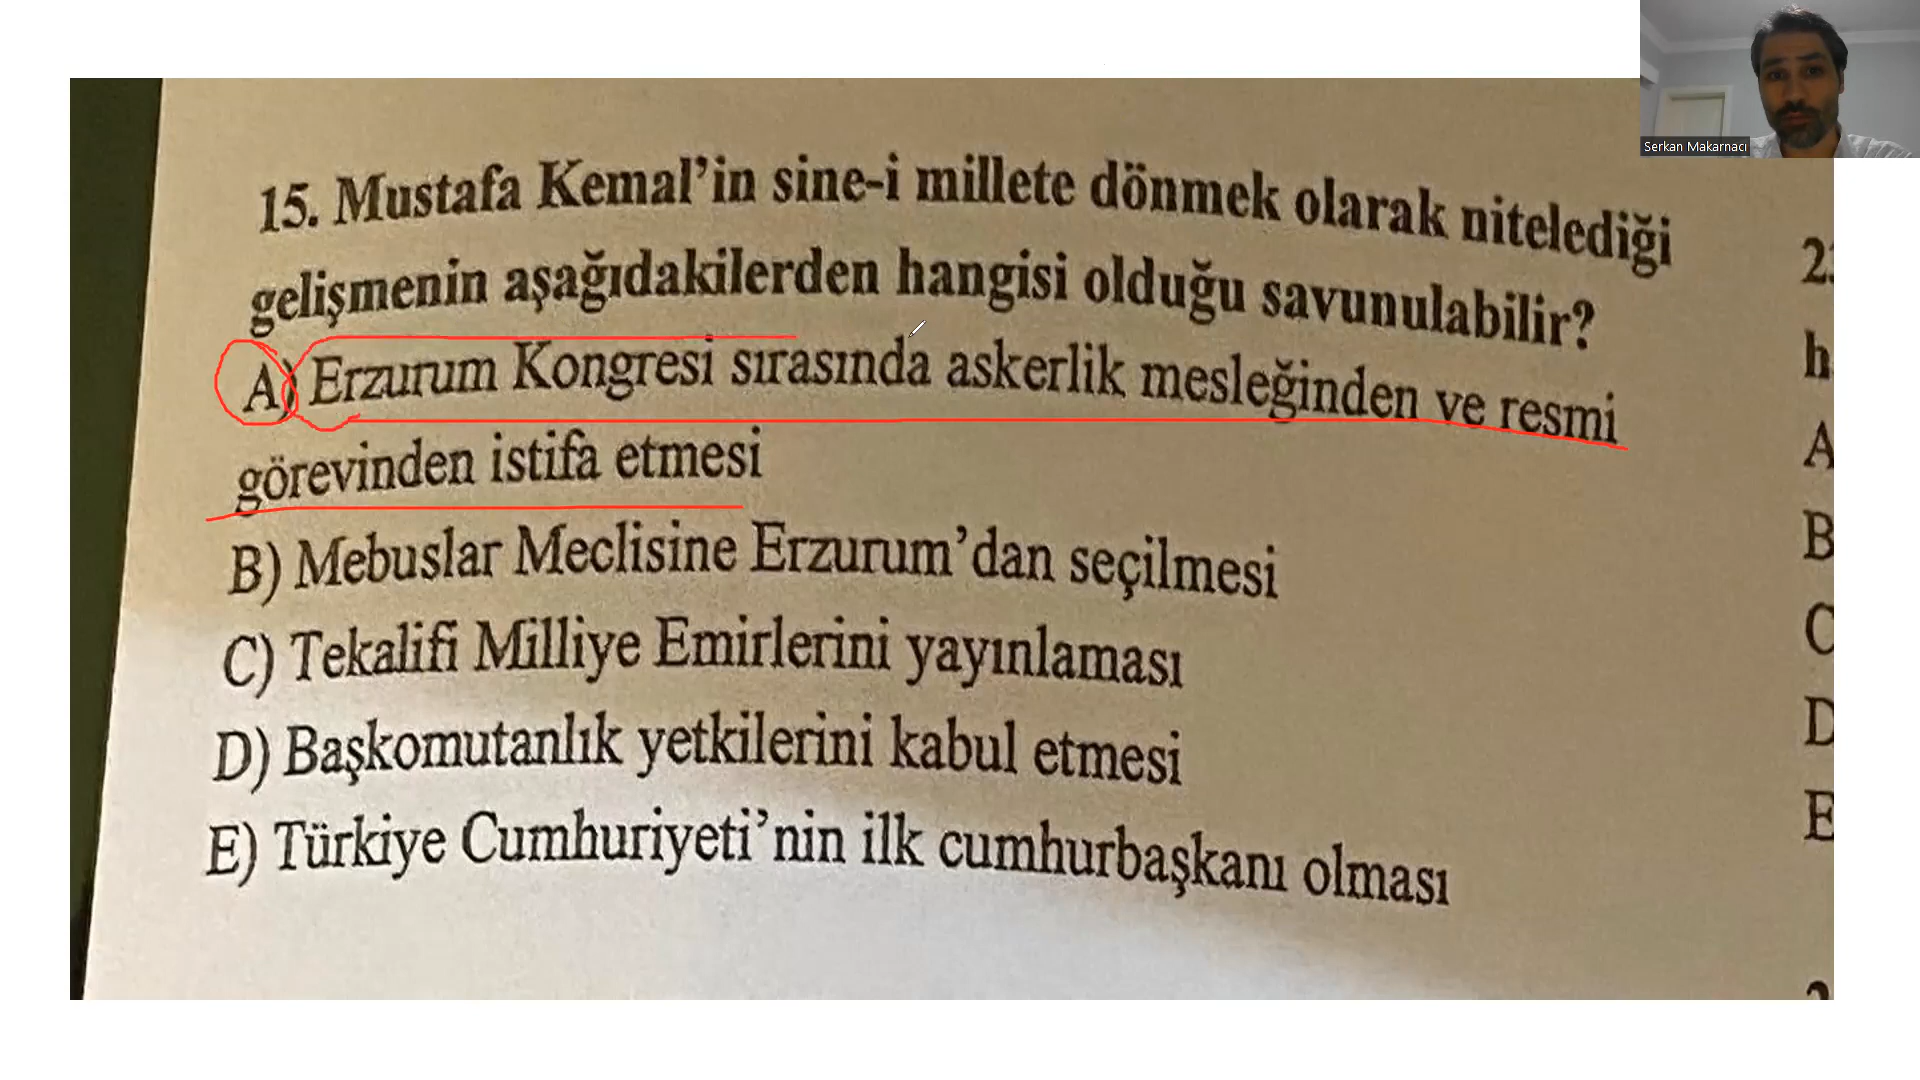 Serkan Makarnacı
15. Mustafa Kemal’in sine-i millete dönmek olarak nitelediği
gelişmenin aşağıdakilerden hangisi olduğu savunulabilir?
A) Erzurum Kongresi sırasında askerlik mesleğinden ve resmi
görevinden istifa etmesi
B) Mebuslar Meclisine Erzurum’dan seçilmesi
C) Tekalifi Milliye Emirlerini yayınlaması
D) Başkomutanlık yetkilerini kabul etmesi
E) Türkiye Cumhuriyeti’nin ilk cumhurbaşkanı olması
h
A
B
C
D
E